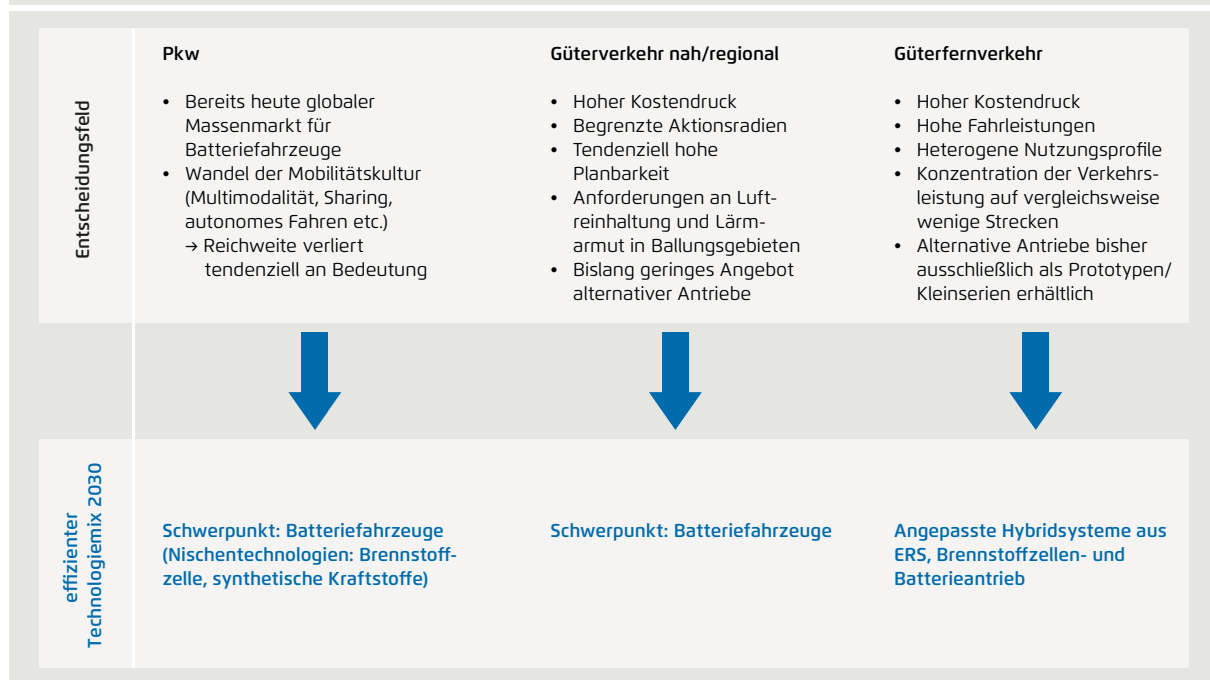 Entscheidungsfeld
Pkw
• Bereits heute globaler
Massenmarkt für
Batteriefahrzeuge
• Wandel der Mobilitätskultur
(Multimodalität, Sharing,
autonomes Fahren etc.)
→ Reichweite verliert
tendenziell an Bedeutung
Güterverkehr nah/regional
• Hoher Kostendruck
• Begrenzte Aktionsradien
• Tendenziell hohe
Planbarkeit
• Anforderungen an Luft-
reinhaltung und Lärm-
armut in Ballungsgebieten
• Bislang geringes Angebot
alternativer Antriebe
Güterfernverkehr
• Hoher Kostendruck
• Hohe Fahrleistungen
• Heterogene Nutzungsprofile
• Konzentration der Verkehrs-
leistung auf vergleichsweise
wenige Strecken
• Alternative Antriebe bisher
ausschließlich als Prototypen/
Kleinserien erhältlich
effizienter
Technologiemix 2030
Schwerpunkt: Batteriefahrzeuge
(Nischentechnologien: Brennstoff-
zelle, synthetische Kraftstoffe)
Schwerpunkt: Batteriefahrzeuge
Angepasste Hybridsysteme aus
ERS, Brennstoffzellen- und
Batterieantrieb